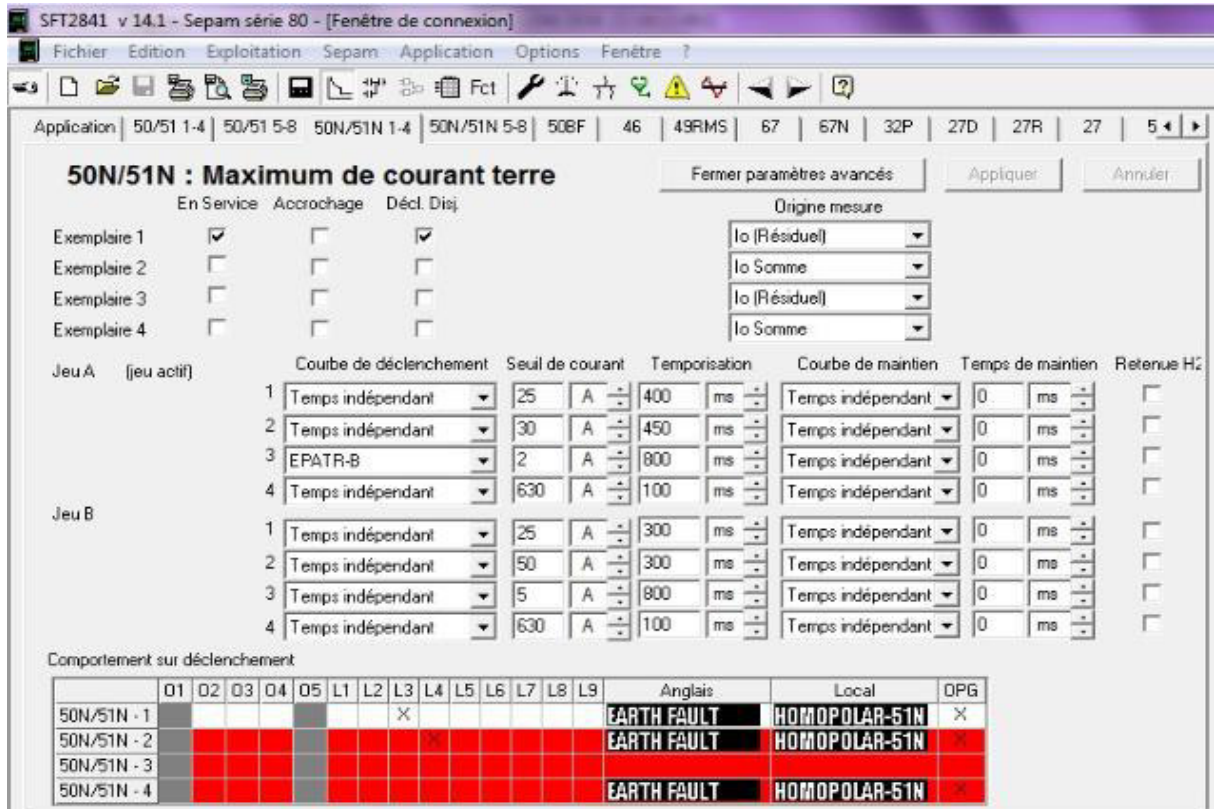 SFT2841 v 14.1 - Sepam série 80 - [Fenêtre de connexion]
Fichier Edition Exploitation Sepam Application Options Fenêtre ?
Fct
Application 50/51 1-4 50/51 5-8 50N/51N 1-4 50N/51N 5-8 50BF 46 49RMS 67 67N 32P 27D 27R 27 5
50N/51N : Maximum de courant terre Fermer paramètres avancés Appliquer Annuler
En Service Accrochage Décl. Disj. Origine mesure
Exemplaire 1 Io (Résiduel)
Exemplaire 2 Io Somme
Exemplaire 3 Io (Résiduel)
Exemplaire 4 Io Somme
Jeu A (jeu actif) Courbe de déclenchement Seuil de courant Temporisation Courbe de maintien Temps de maintien Retenue H2
1 Temps indépendant 25 A 400 ms Temps indépendant 0 ms
2 Temps indépendant 30 A 450 ms Temps indépendant 0 ms
3 EPATR-B 2 A 800 ms Temps indépendant 0 ms
4 Temps indépendant 630 A 100 ms Temps indépendant 0 ms
Jeu B
1 Temps indépendant 25 A 300 ms Temps indépendant 0 ms
2 Temps indépendant 50 A 300 ms Temps indépendant 0 ms
3 Temps indépendant 5 A 800 ms Temps indépendant 0 ms
4 Temps indépendant 630 A 100 ms Temps indépendant 0 ms
Comportement sur déclenchement
O1 O2 O3 O4 O5 L1 L2 L3 L4 L5 L6 L7 L8 L9 Anglais Local OPG
50N/51N - 1 X EARTH FAULT HOMOPOLAR-51N X
50N/51N - 2 X EARTH FAULT HOMOPOLAR-51N X
50N/51N - 3
50N/51N - 4 EARTH FAULT HOMOPOLAR-51N X